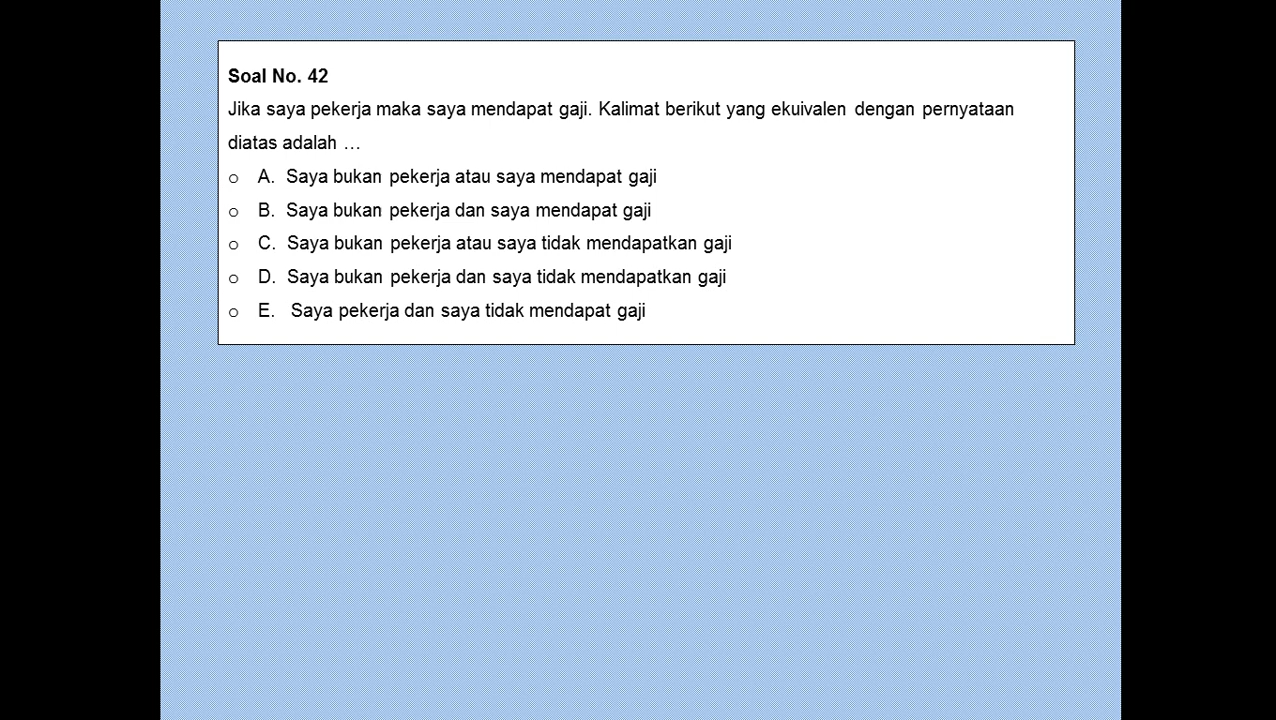 Soal No. 42
Jika saya pekerja maka saya mendapat gaji. Kalimat berikut yang ekuivalen dengan pernyataan
diatas adalah …
o A. Saya bukan pekerja atau saya mendapat gaji
o B. Saya bukan pekerja dan saya mendapat gaji
o C. Saya bukan pekerja atau saya tidak mendapatkan gaji
o D. Saya bukan pekerja dan saya tidak mendapatkan gaji
o E. Saya pekerja dan saya tidak mendapat gaji